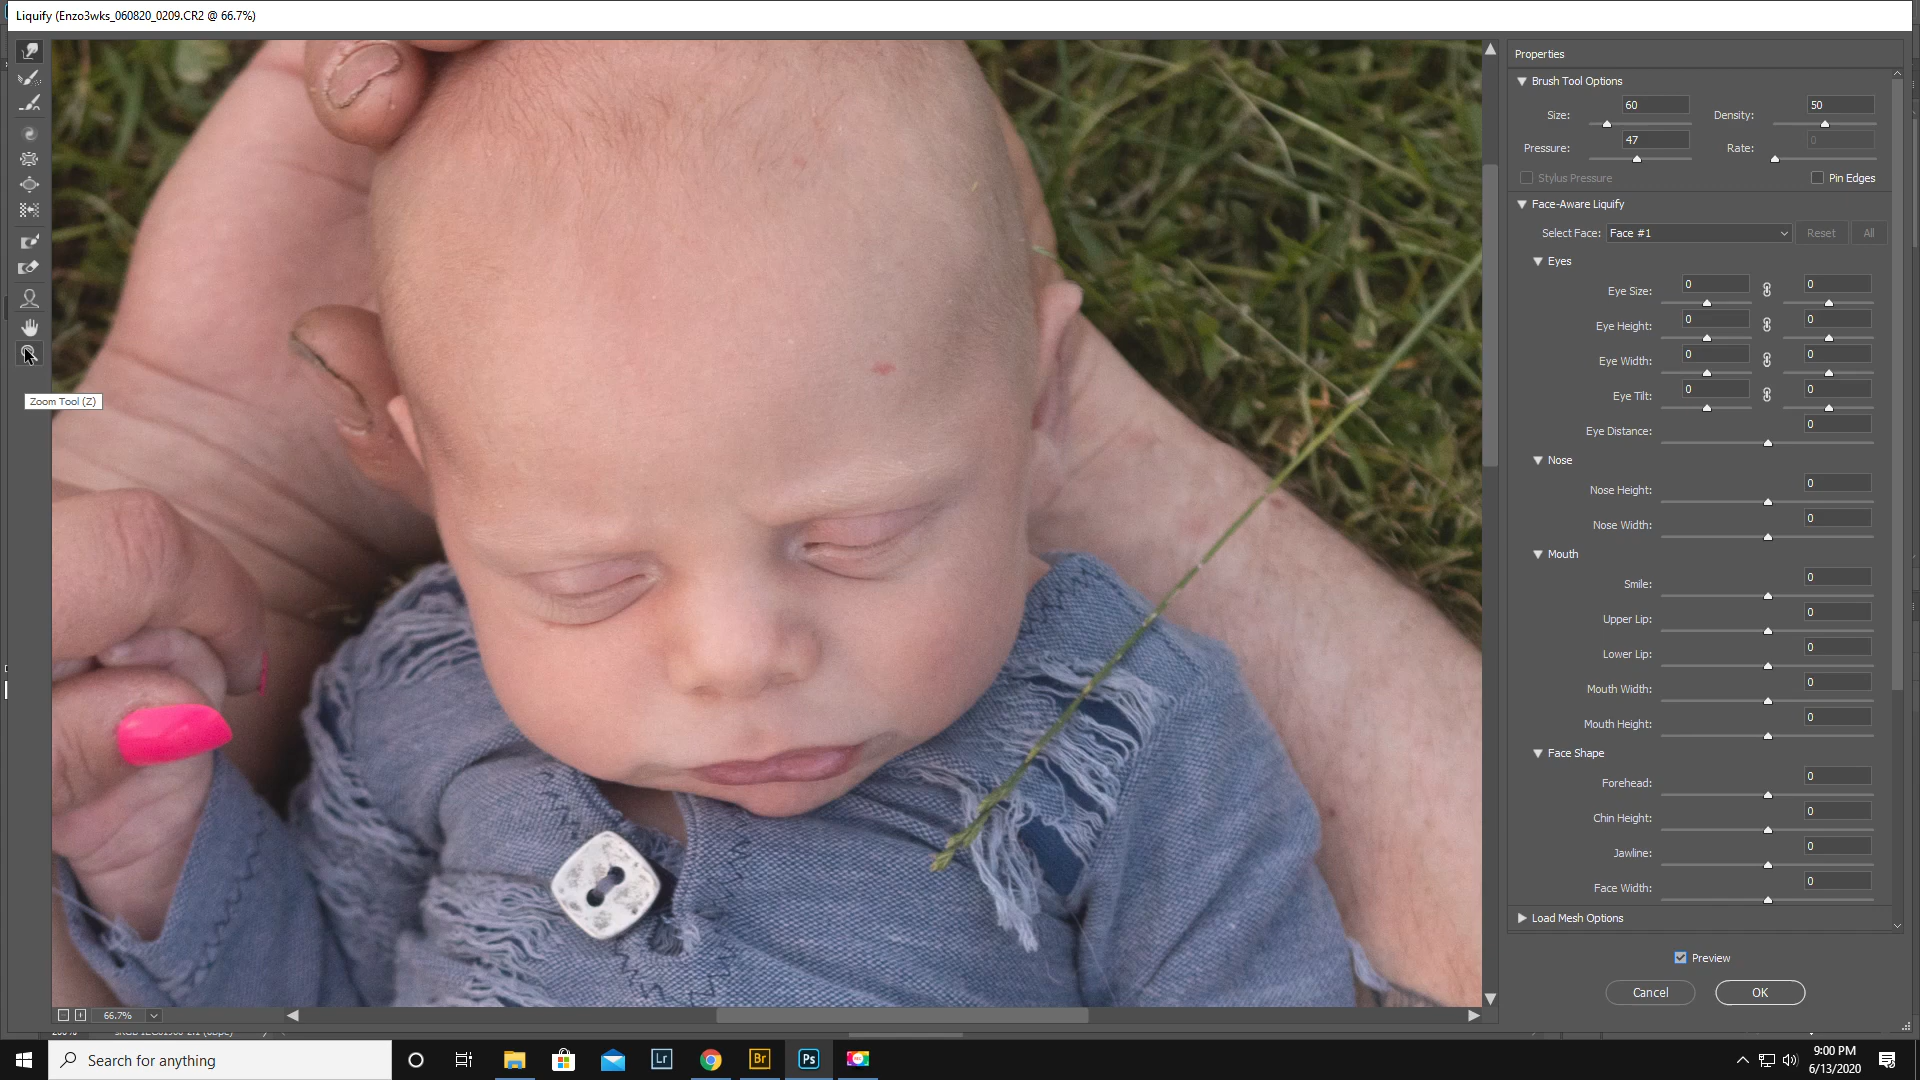 Liquify (Enzo3wks_060820_0209.CR2 @ 66.7%)
Properties
Brush Tool Options
Size: 60 Density: 50
Pressure: 47 Rate: 0
Stylus Pressure Pin Edges
Face-Aware Liquify
Select Face: Face #1 Reset All
Eyes
Eye Size: 0 0
Eye Height: 0 0
Eye Width: 0 0
Eye Tilt: 0 0
Eye Distance: 0
Nose
Nose Height: 0
Nose Width: 0
Mouth
Smile: 0
Upper Lip: 0
Lower Lip: 0
Mouth Width: 0
Mouth Height: 0
Face Shape
Forehead: 0
Chin Height: 0
Jawline: 0
Face Width: 0
Load Mesh Options
Preview
Cancel OK
Zoom Tool (Z)
66.7%
Search for anything
Lr
Br
Ps
9:00 PM
6/13/2020